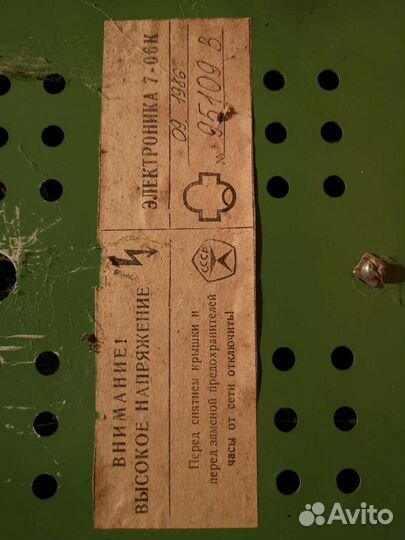 ВНИМАНИЕ!
ВЫСОКОЕ НАПРЯЖЕНИЕ
Перед снятием крышки и
перед заменой предохранителей
часы от сети отключить!
СССР
ЭЛЕКТРОНИКА 7-06К
09 1986
№ 95109 В
Avito